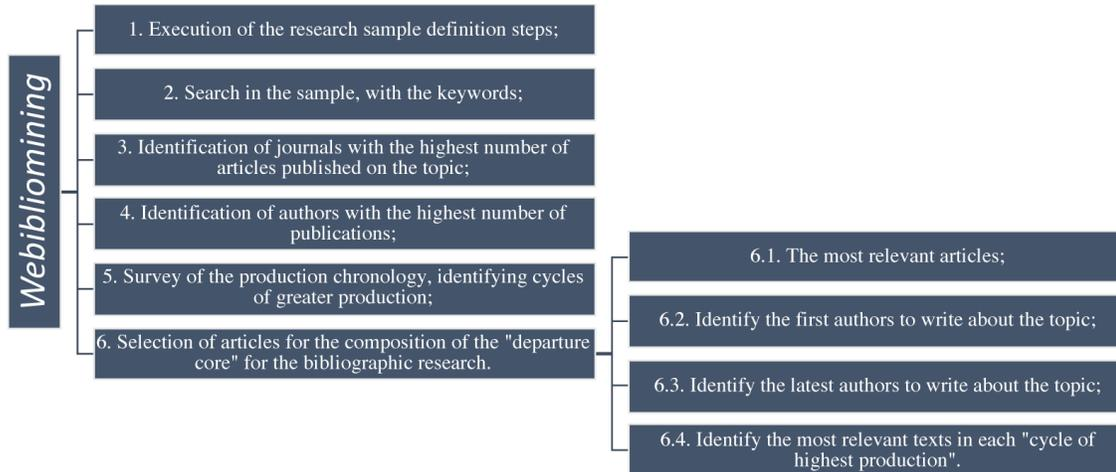 Webibliomining
1. Execution of the research sample definition steps;
2. Search in the sample, with the keywords;
3. Identification of journals with the highest number of
articles published on the topic;
4. Identification of authors with the highest number of
publications;
5. Survey of the production chronology, identifying cycles
of greater production;
6. Selection of articles for the composition of the "departure
core" for the bibliographic research.
6.1. The most relevant articles;
6.2. Identify the first authors to write about the topic;
6.3. Identify the latest authors to write about the topic;
6.4. Identify the most relevant texts in each "cycle of
highest production".